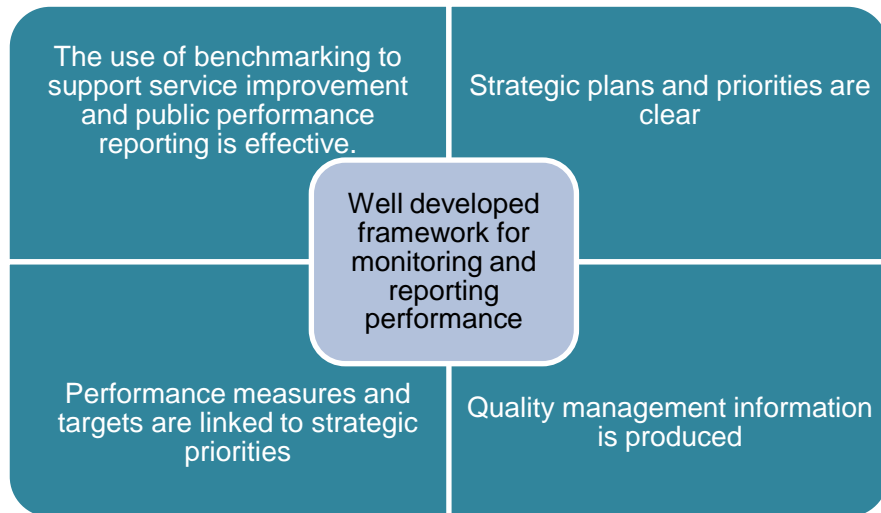 The use of benchmarking to
support service improvement
and public performance
reporting is effective.
Strategic plans and priorities are
clear
Well developed
framework for
monitoring and
reporting
performance
Performance measures and
targets are linked to strategic
priorities
Quality management information
is produced